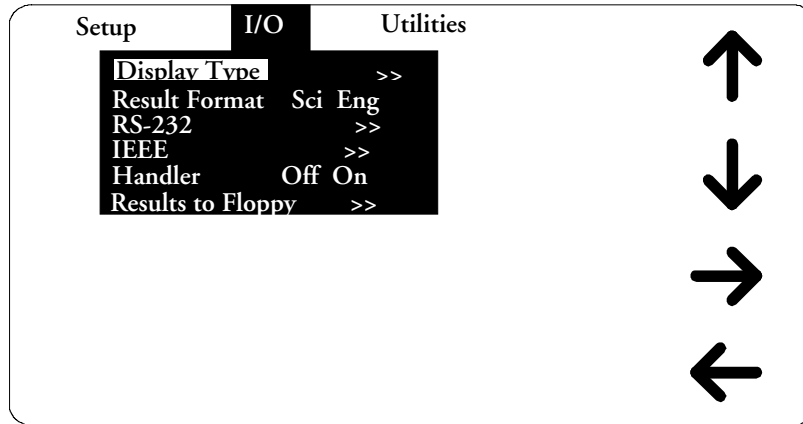 Setup I/O Utilities
Display Type >>
Result Format Sci Eng
RS-232 >>
IEEE >>
Handler Off On
Results to Floppy >>